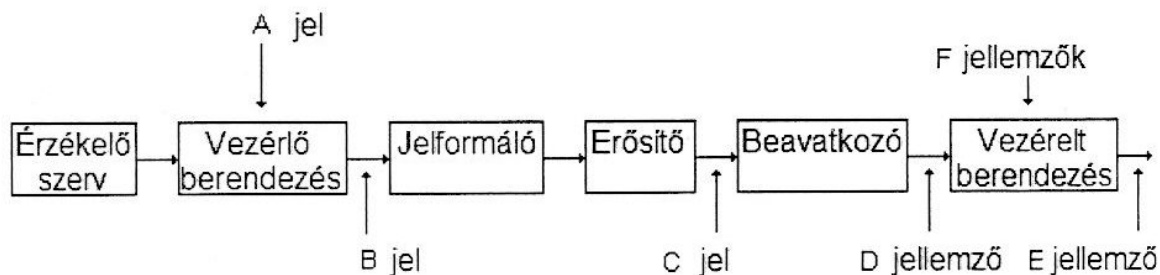 A jel
F jellemzők
Érzékelő
szerv
Vezérlő
berendezés
Jelformáló
Erősítő
Beavatkozó
Vezérelt
berendezés
B jel
C jel
D jellemző
E jellemző